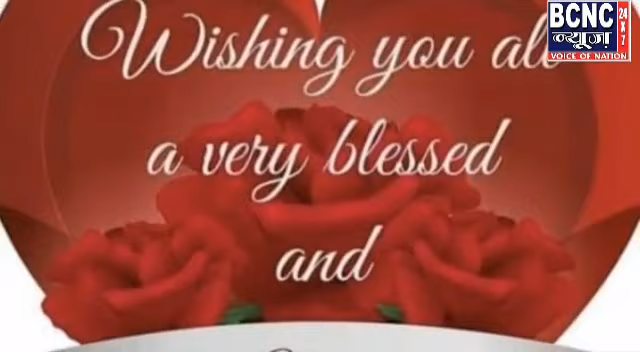 Wishing you all
a very blessed
and
BCNC
24x7
न्यूज़
VOICE OF NATION